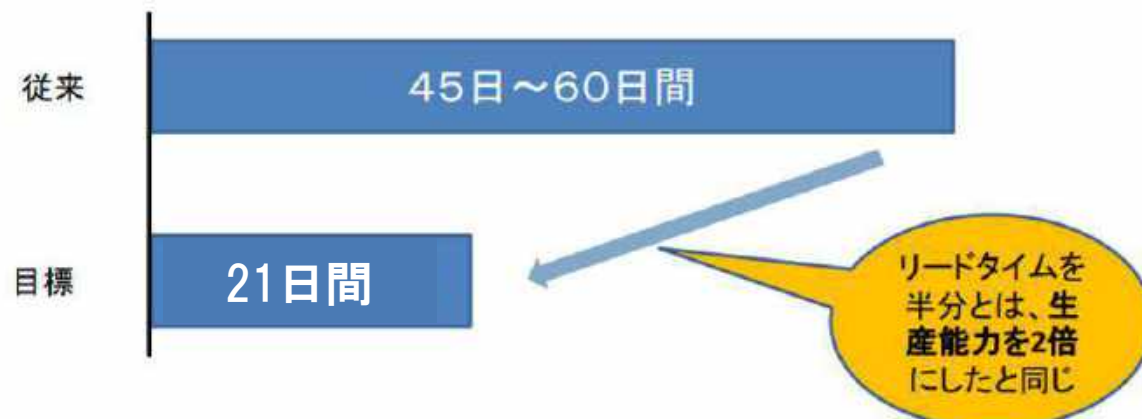 従来
45日～60日間
目標
21日間
リードタイムを
半分とは、生
産能力を2倍
にしたと同じ